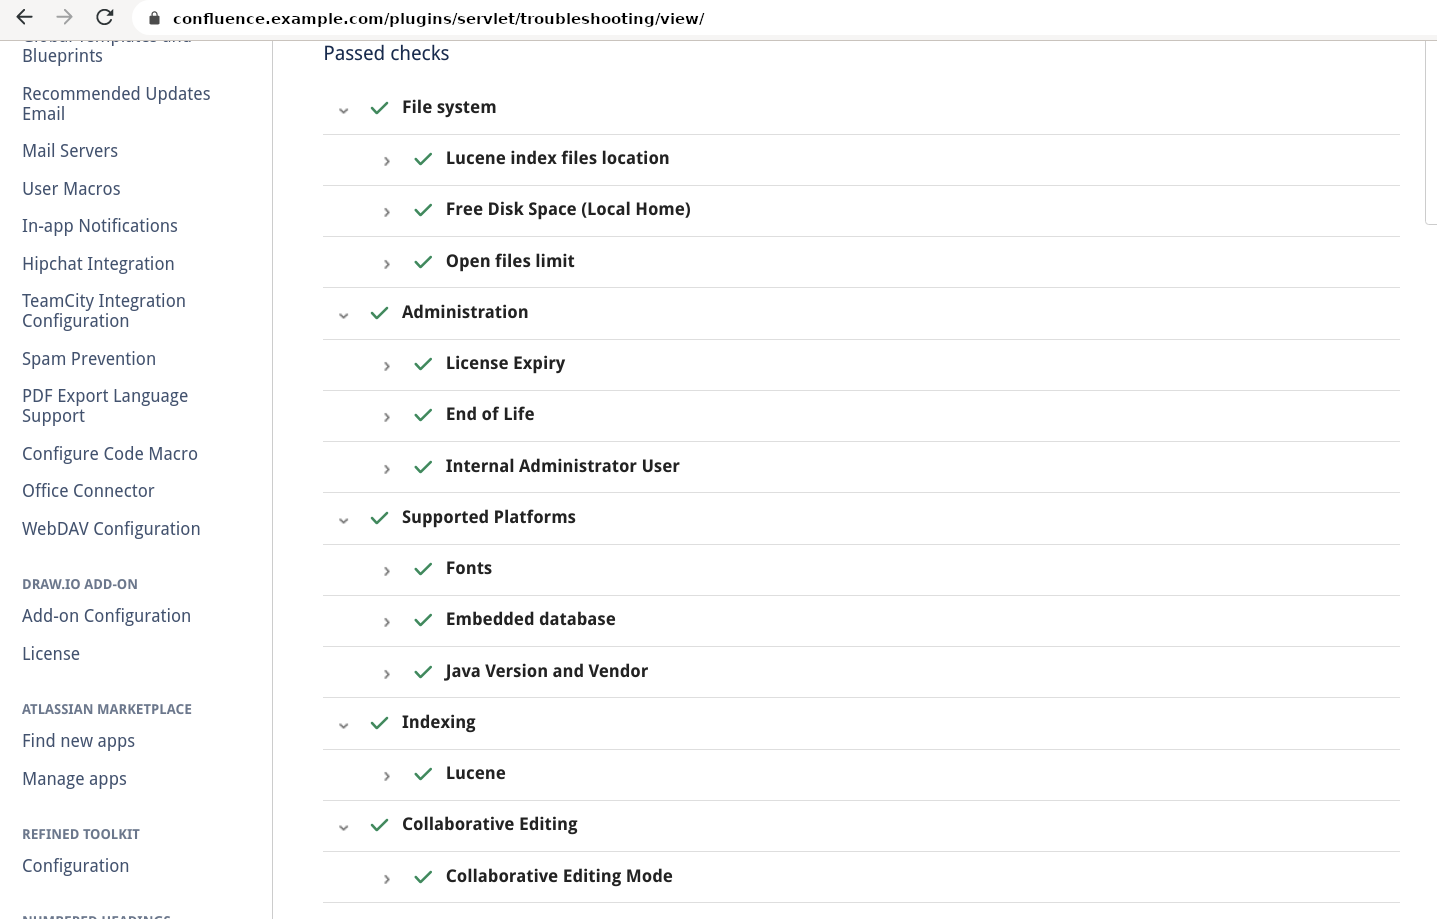 confluence.example.com/plugins/servlet/troubleshooting/view/
Global Templates and
Blueprints
Recommended Updates
Email
Mail Servers
User Macros
In-app Notifications
Hipchat Integration
TeamCity Integration
Configuration
Spam Prevention
PDF Export Language
Support
Configure Code Macro
Office Connector
WebDAV Configuration
DRAW.IO ADD-ON
Add-on Configuration
License
ATLASSIAN MARKETPLACE
Find new apps
Manage apps
REFINED TOOLKIT
Configuration
NUMBERED HEADINGS
Passed checks
File system
Lucene index files location
Free Disk Space (Local Home)
Open files limit
Administration
License Expiry
End of Life
Internal Administrator User
Supported Platforms
Fonts
Embedded database
Java Version and Vendor
Indexing
Lucene
Collaborative Editing
Collaborative Editing Mode